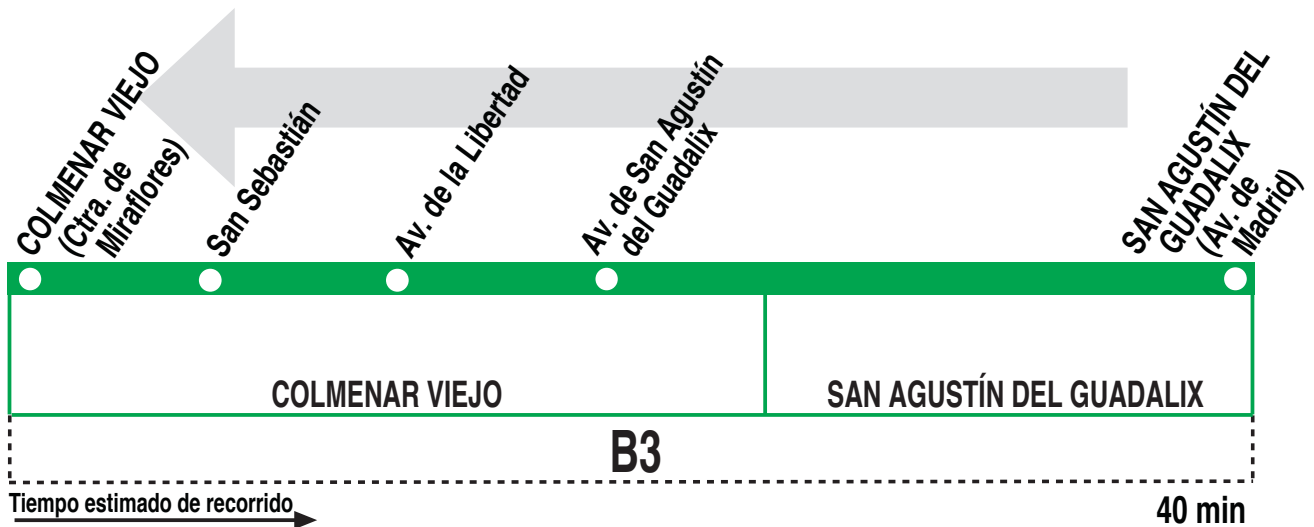 COLMENAR VIEJO
(Ctra. de
Miraflores)
San Sebastián
Av. de la Libertad
Av. de San Agustín
del Guadalix
SAN AGUSTÍN DEL
GUADALIX
(Av. de
Madrid)
COLMENAR VIEJO
SAN AGUSTÍN DEL GUADALIX
B3
Tiempo estimado de recorrido
40 min